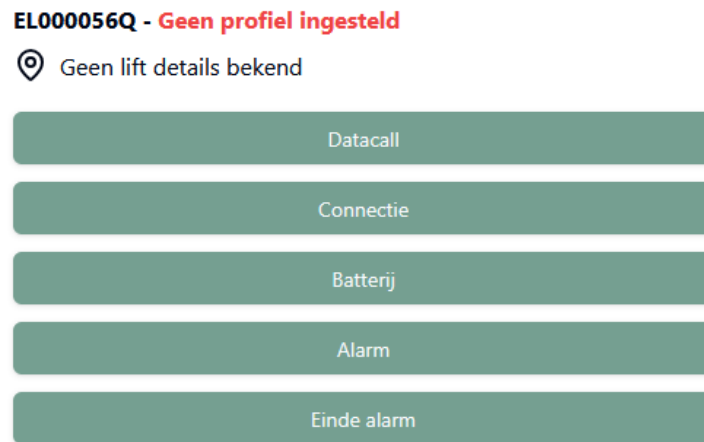 EL000056Q - Geen profiel ingesteld
Geen lift details bekend
Datacall
Connectie
Batterij
Alarm
Einde alarm